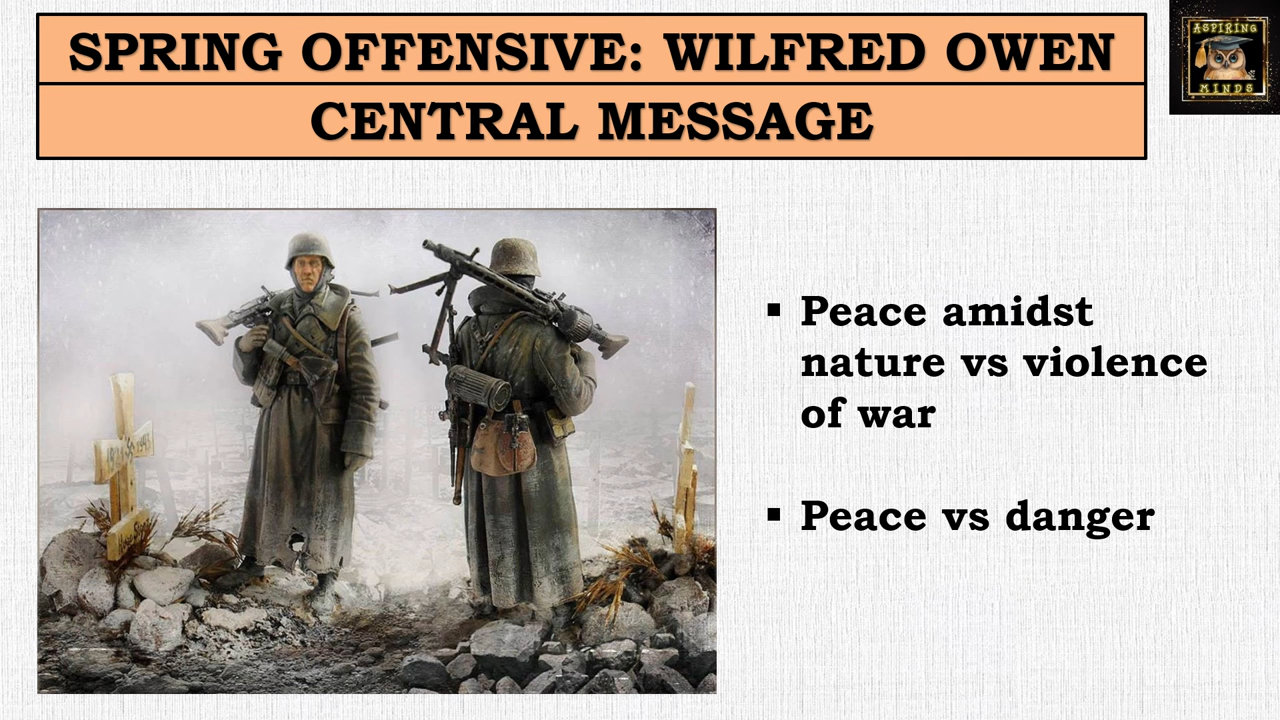 SPRING OFFENSIVE: WILFRED OWEN
CENTRAL MESSAGE
ASPIRING
MINDS
▪ Peace amidst
nature vs violence
of war
▪ Peace vs danger